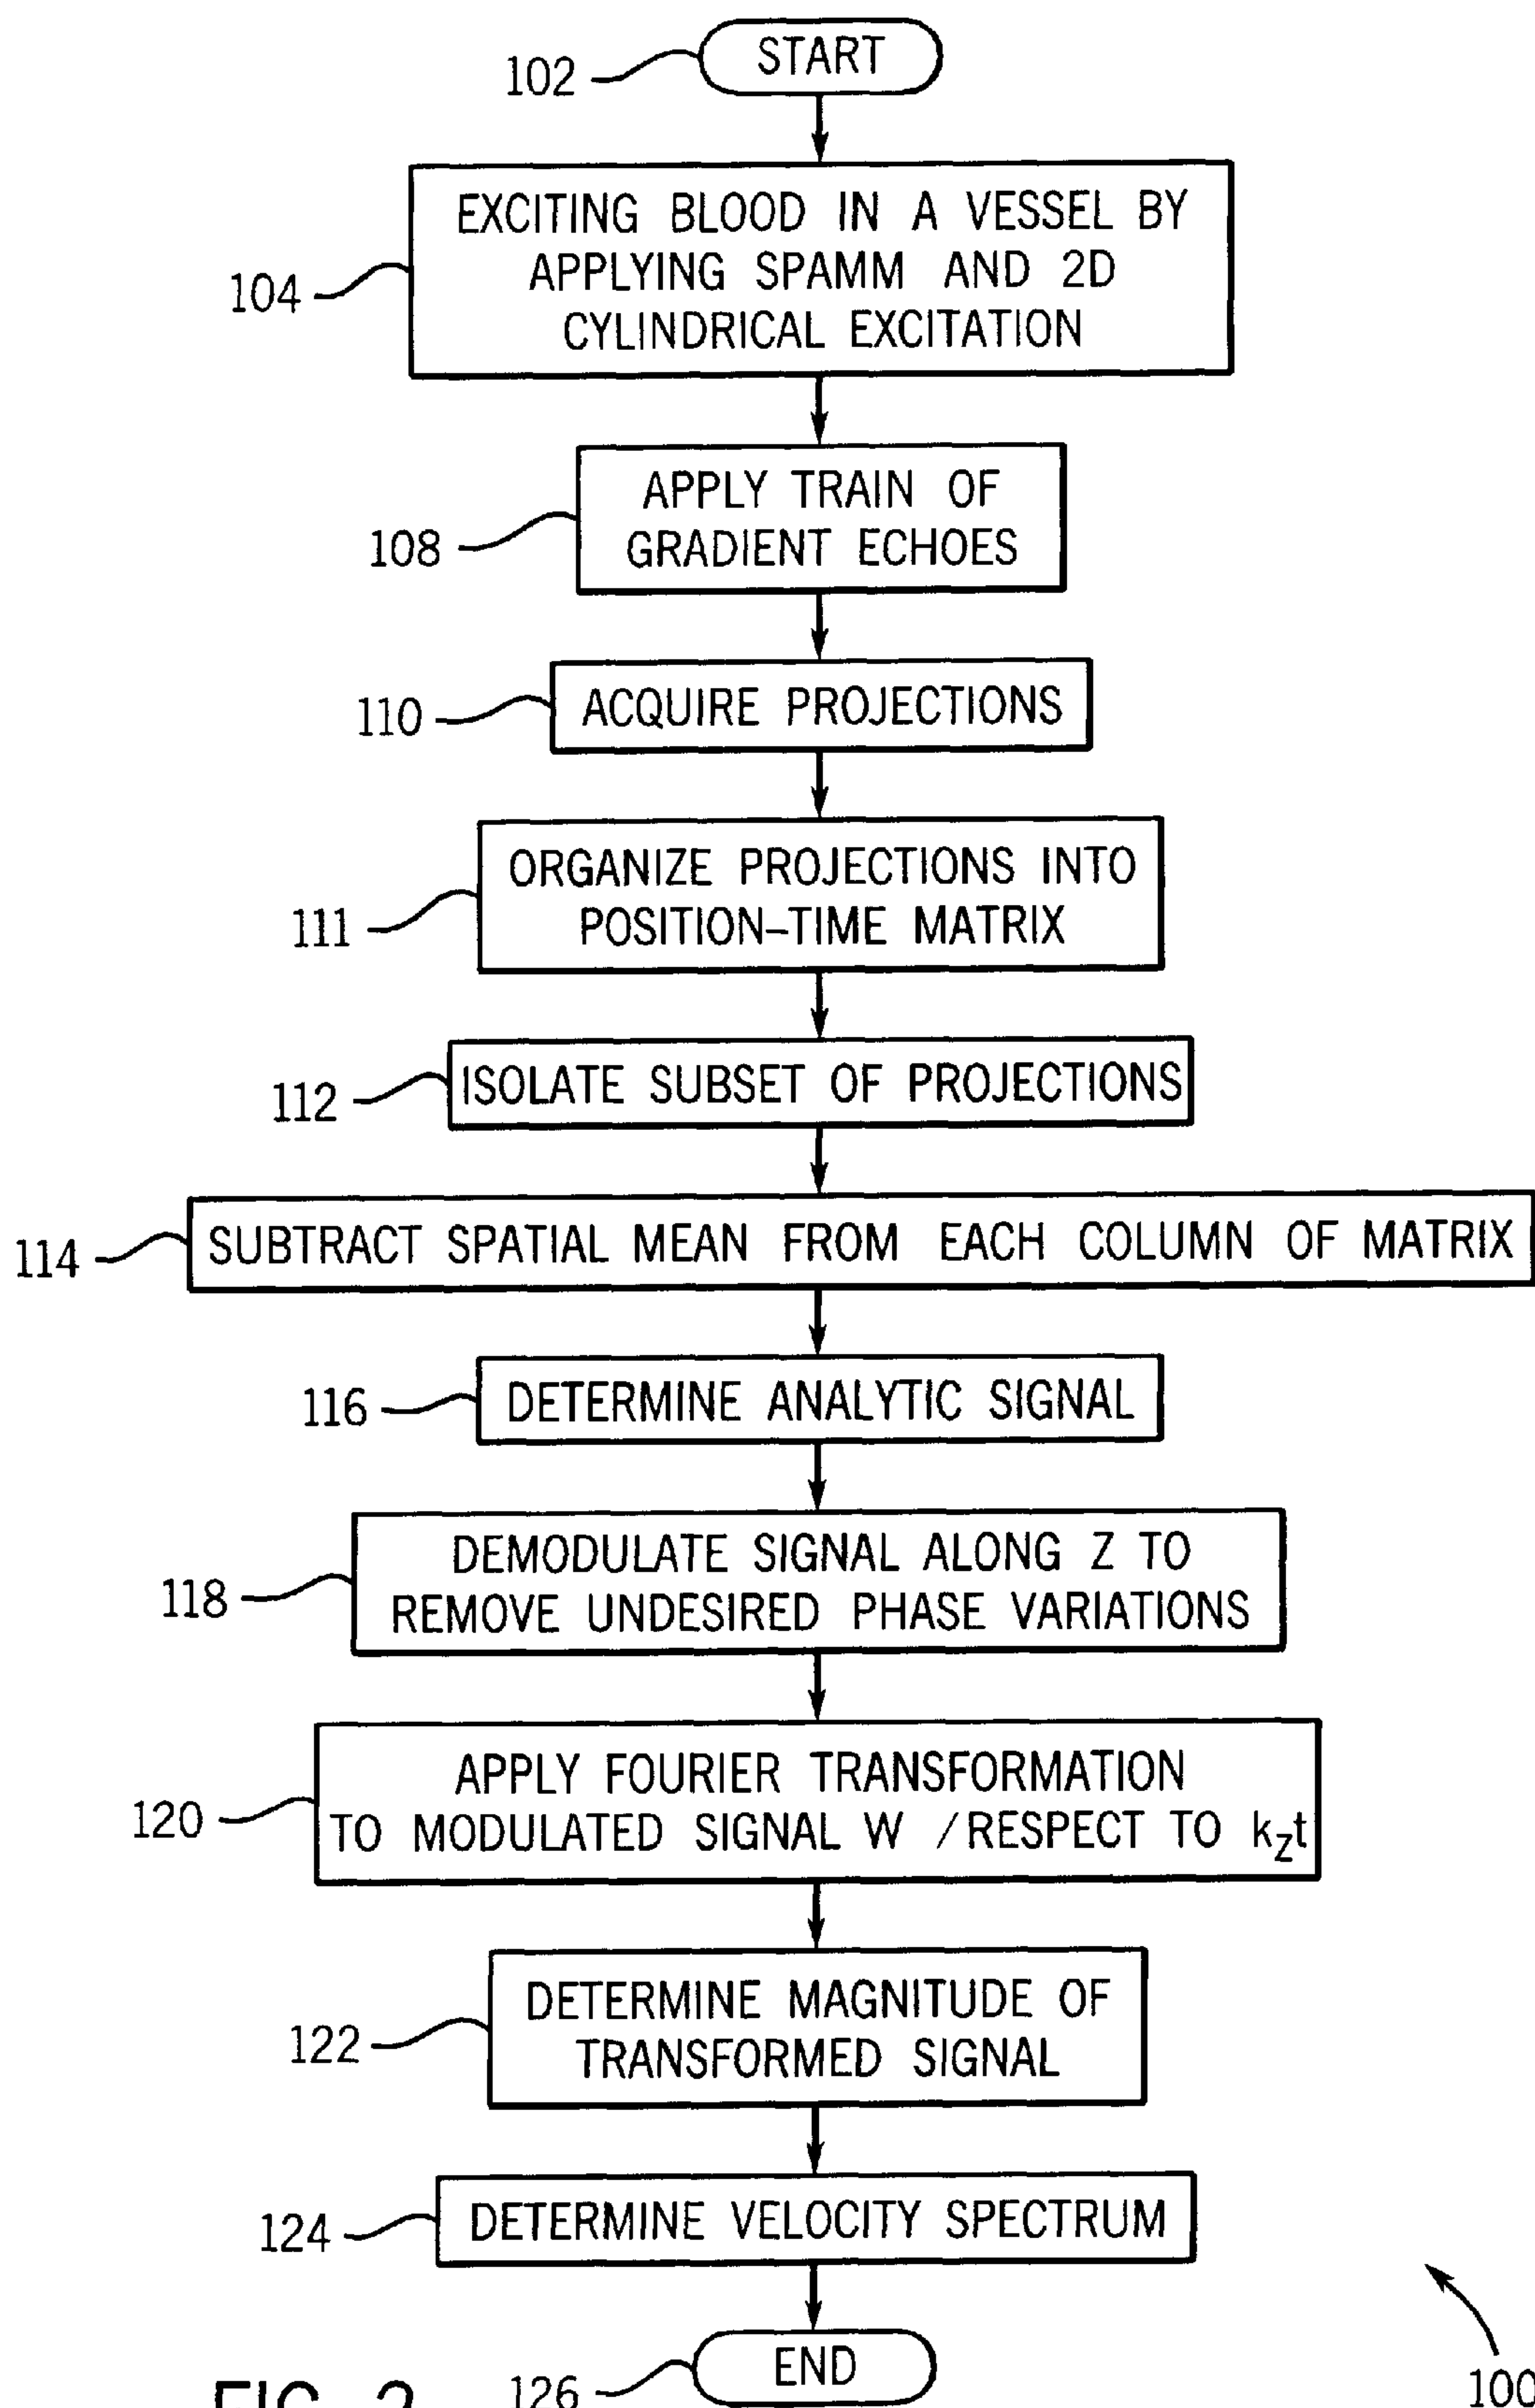 102 START
104 EXCITING BLOOD IN A VESSEL BY
APPLYING SPAMM AND 2D
CYLINDRICAL EXCITATION
108 APPLY TRAIN OF
GRADIENT ECHOES
110 ACQUIRE PROJECTIONS
111 ORGANIZE PROJECTIONS INTO
POSITION–TIME MATRIX
112 ISOLATE SUBSET OF PROJECTIONS
114 SUBTRACT SPATIAL MEAN FROM EACH COLUMN OF MATRIX
116 DETERMINE ANALYTIC SIGNAL
118 DEMODULATE SIGNAL ALONG Z TO
REMOVE UNDESIRED PHASE VARIATIONS
120 APPLY FOURIER TRANSFORMATION
TO MODULATED SIGNAL W /RESPECT TO kzt
122 DETERMINE MAGNITUDE OF
TRANSFORMED SIGNAL
124 DETERMINE VELOCITY SPECTRUM
126 END
100
FIG. 2